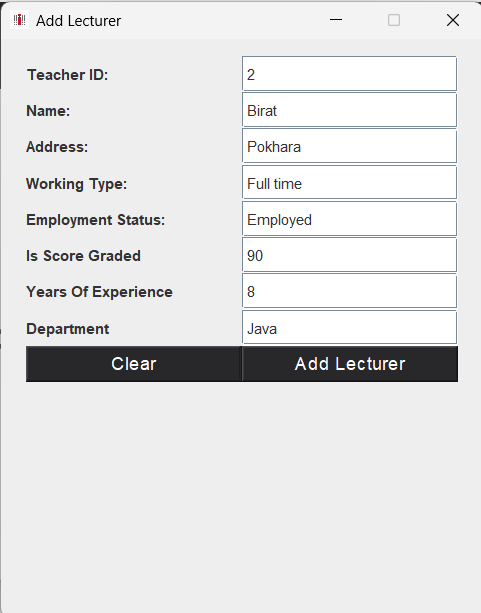 Add Lecturer
Teacher ID: 2
Name: Birat
Address: Pokhara
Working Type: Full time
Employment Status: Employed
Is Score Graded 90
Years Of Experience 8
Department Java
Clear Add Lecturer